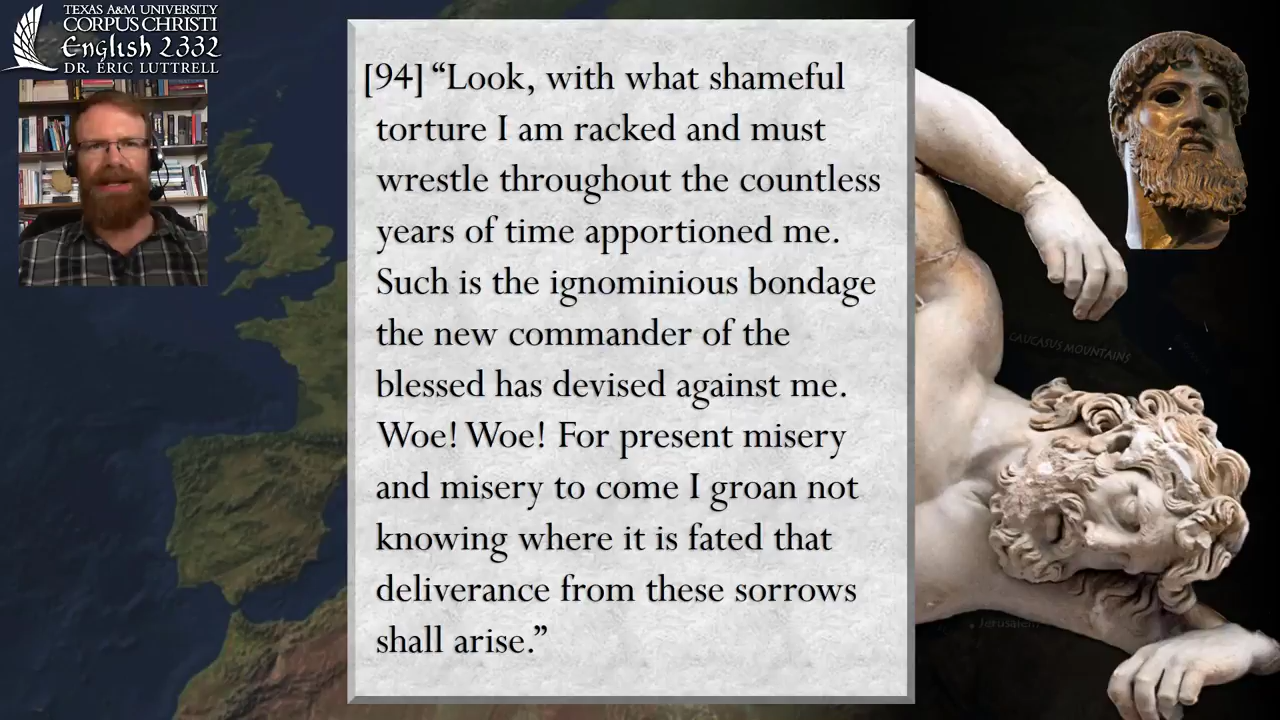 TEXAS A&M UNIVERSITY
CORPUS CHRISTI
English 2332
DR. ERIC LUTTRELL
[94] “Look, with what shameful
torture I am racked and must
wrestle throughout the countless
years of time apportioned me.
Such is the ignominious bondage
the new commander of the
blessed has devised against me.
Woe! Woe! For present misery
and misery to come I groan not
knowing where it is fated that
deliverance from these sorrows
shall arise.”
CAUCASUS MOUNTAINS
Jerusalem